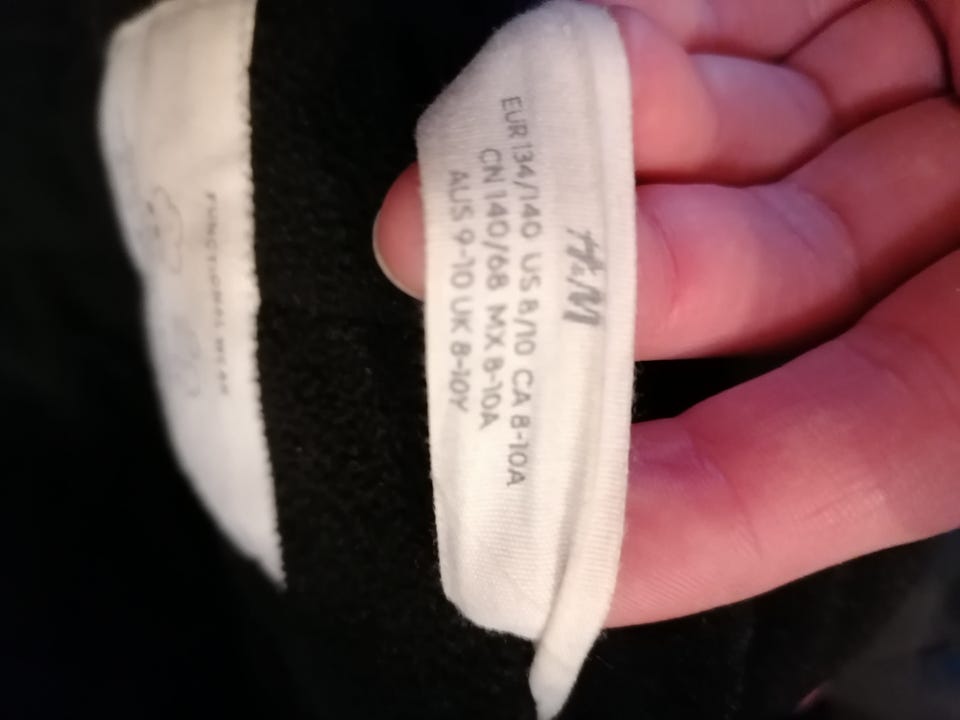 H&M
EUR 134/140 US 8/10 CA 8-10A
CN 140/68 MX 8-10A
AUS 9-10 UK 8-10Y
FUNCTIONAL WEAR